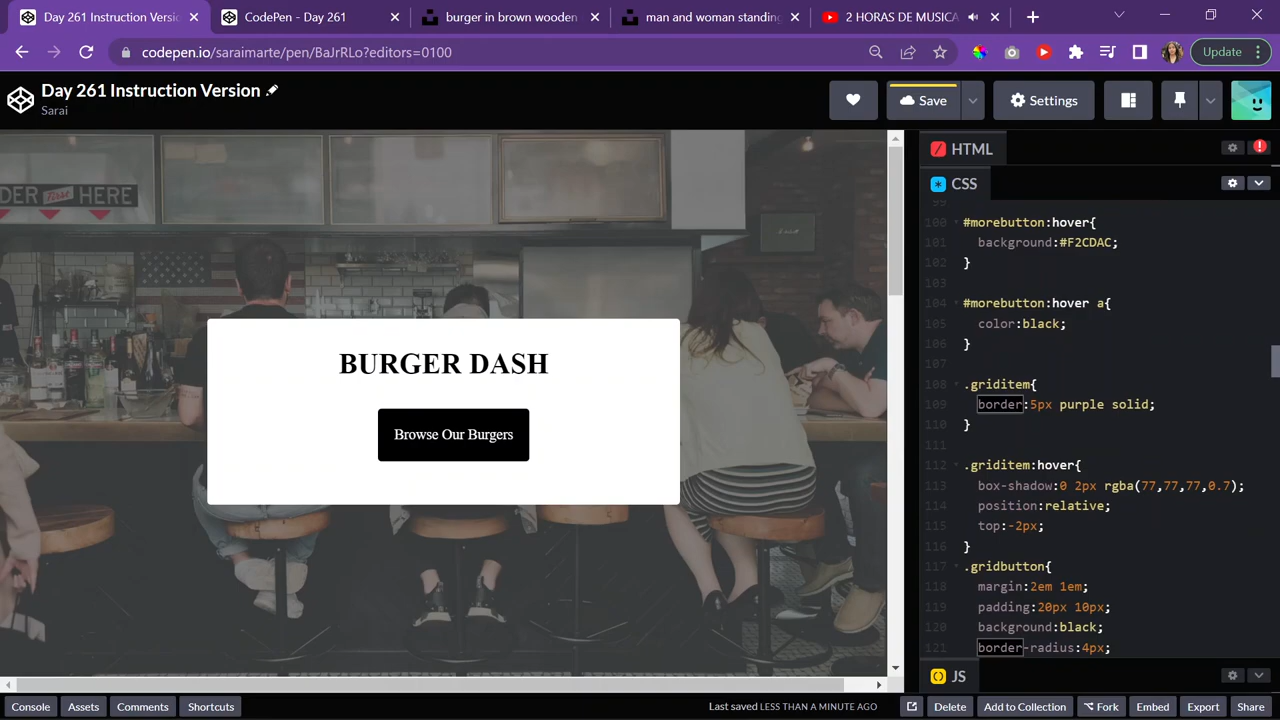 Day 261 Instruction Versio
CodePen - Day 261
burger in brown wooden
man and woman standing
2 HORAS DE MUSICA
codepen.io/saraimarte/pen/BaJrRLo?editors=0100
Update
Day 261 Instruction Version
Sarai
Save
Settings
DER First HERE
BURGER DASH
Browse Our Burgers
HTML
CSS
99
100 #morebutton:hover{
101 background:#F2CDAC;
102 }
103
104 #morebutton:hover a{
105 color:black;
106 }
107
108 .griditem{
109 border:5px purple solid;
110 }
111
112 .griditem:hover{
113 box-shadow:0 2px rgba(77,77,77,0.7);
114 position:relative;
115 top:-2px;
116 }
117 .gridbutton{
118 margin:2em 1em;
119 padding:20px 10px;
120 background:black;
121 border-radius:4px;
JS
Console Assets Comments Shortcuts
Last saved LESS THAN A MINUTE AGO
Delete Add to Collection Fork Embed Export Share